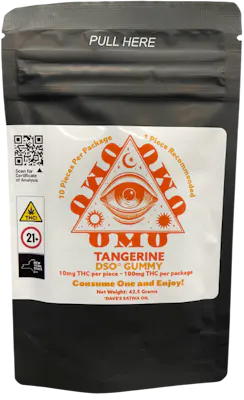 PULL HERE
10 Pieces Per Package
1 Piece Recommended
OMO OMO
OMO
Scan for
Certificate
of Analysis
TANGERINE
DSO* GUMMY
10mg THC per piece - 100mg THC per package
Consume One and Enjoy!
Net Weight: 42.5 Grams
*DAVE'S SATIVA OIL
THC
21+